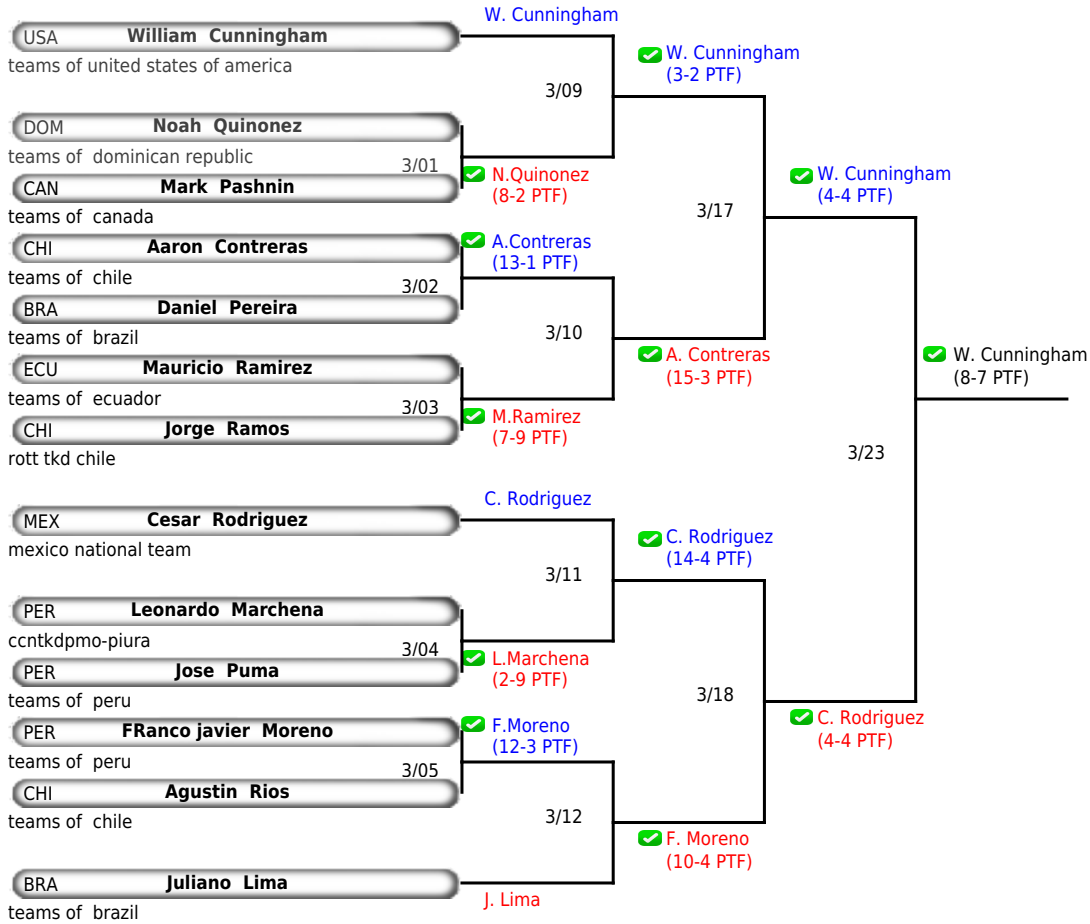 W. Cunningham
USA William Cunningham
teams of united states of america
W. Cunningham
(3-2 PTF)
3/09
DOM Noah Quinonez
teams of dominican republic
3/01
N.Quinonez
(8-2 PTF)
CAN Mark Pashnin
teams of canada
W. Cunningham
(4-4 PTF)
3/17
CHI Aaron Contreras
A.Contreras
(13-1 PTF)
teams of chile
3/02
BRA Daniel Pereira
teams of brazil
3/10
ECU Mauricio Ramirez
A. Contreras
(15-3 PTF)
W. Cunningham
(8-7 PTF)
teams of ecuador
3/03
M.Ramirez
(7-9 PTF)
CHI Jorge Ramos
rott tkd chile
3/23
C. Rodriguez
MEX Cesar Rodriguez
mexico national team
C. Rodriguez
(14-4 PTF)
3/11
PER Leonardo Marchena
ccntkdpmo-piura
3/04
L.Marchena
(2-9 PTF)
PER Jose Puma
teams of peru
3/18
C. Rodriguez
(4-4 PTF)
PER FRanco javier Moreno
F.Moreno
(12-3 PTF)
teams of peru
3/05
CHI Agustin Rios
teams of chile
3/12
F. Moreno
(10-4 PTF)
BRA Juliano Lima
J. Lima
teams of brazil